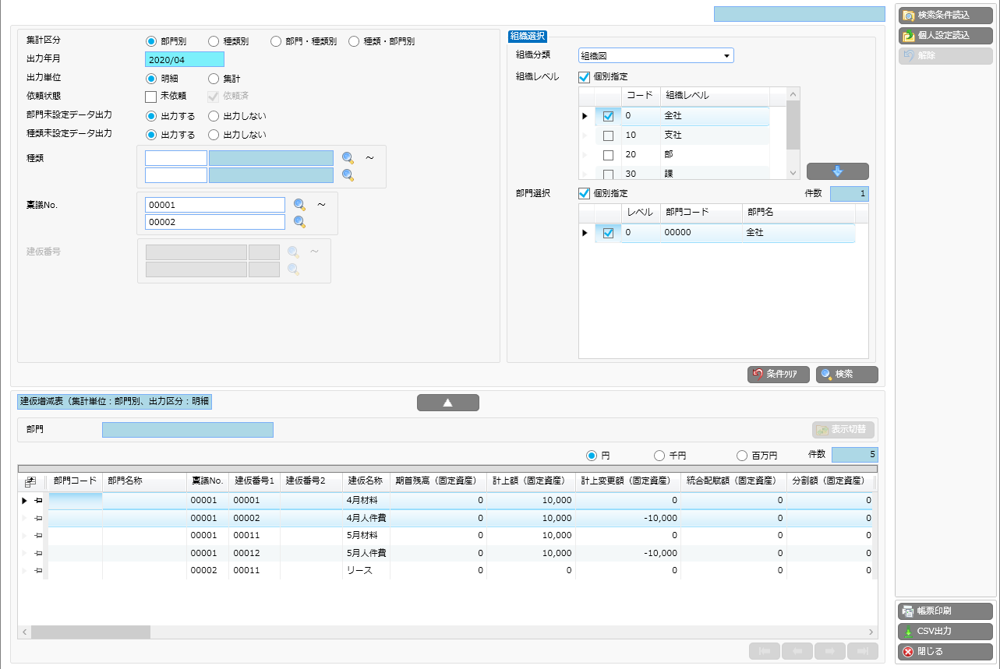 検索条件読込
個人設定読込
解除
集計区分 部門別 種類別 部門・種類別 種類・部門別
出力年月 2020/04
出力単位 明細 集計
依頼状態 未依頼 依頼済
部門未設定データ出力 出力する 出力しない
種類未設定データ出力 出力する 出力しない
種類 ～
稟議No. 00001 ～
00002
建仮番号 ～
組織選択
組織分類 組織図
組織レベル 個別指定
コード 組織レベル
0 全社
10 支社
20 部
30 課
部門選択 個別指定 件数 1
レベル 部門コード 部門名
0 00000 全社
条件ｸﾘｱ 検索
建仮増減表（集計単位：部門別、出力区分：明細
部門 表示切替
円 千円 百万円 件数 5
部門コード 部門名称 稟議No. 建仮番号1 建仮番号2 建仮名称 期首残高（固定資産） 計上額（固定資産） 計上変更額（固定資産） 統合配賦額（固定資産） 分割額（固定資産）
00001 00001 4月材料 0 10,000 0 0 0
00001 00002 4月人件費 0 10,000 -10,000 0 0
00001 00011 5月材料 0 10,000 0 0 0
00001 00012 5月人件費 0 10,000 -10,000 0 0
00002 00011 リース 0 0 0 0 0
帳票印刷
CSV出力
閉じる